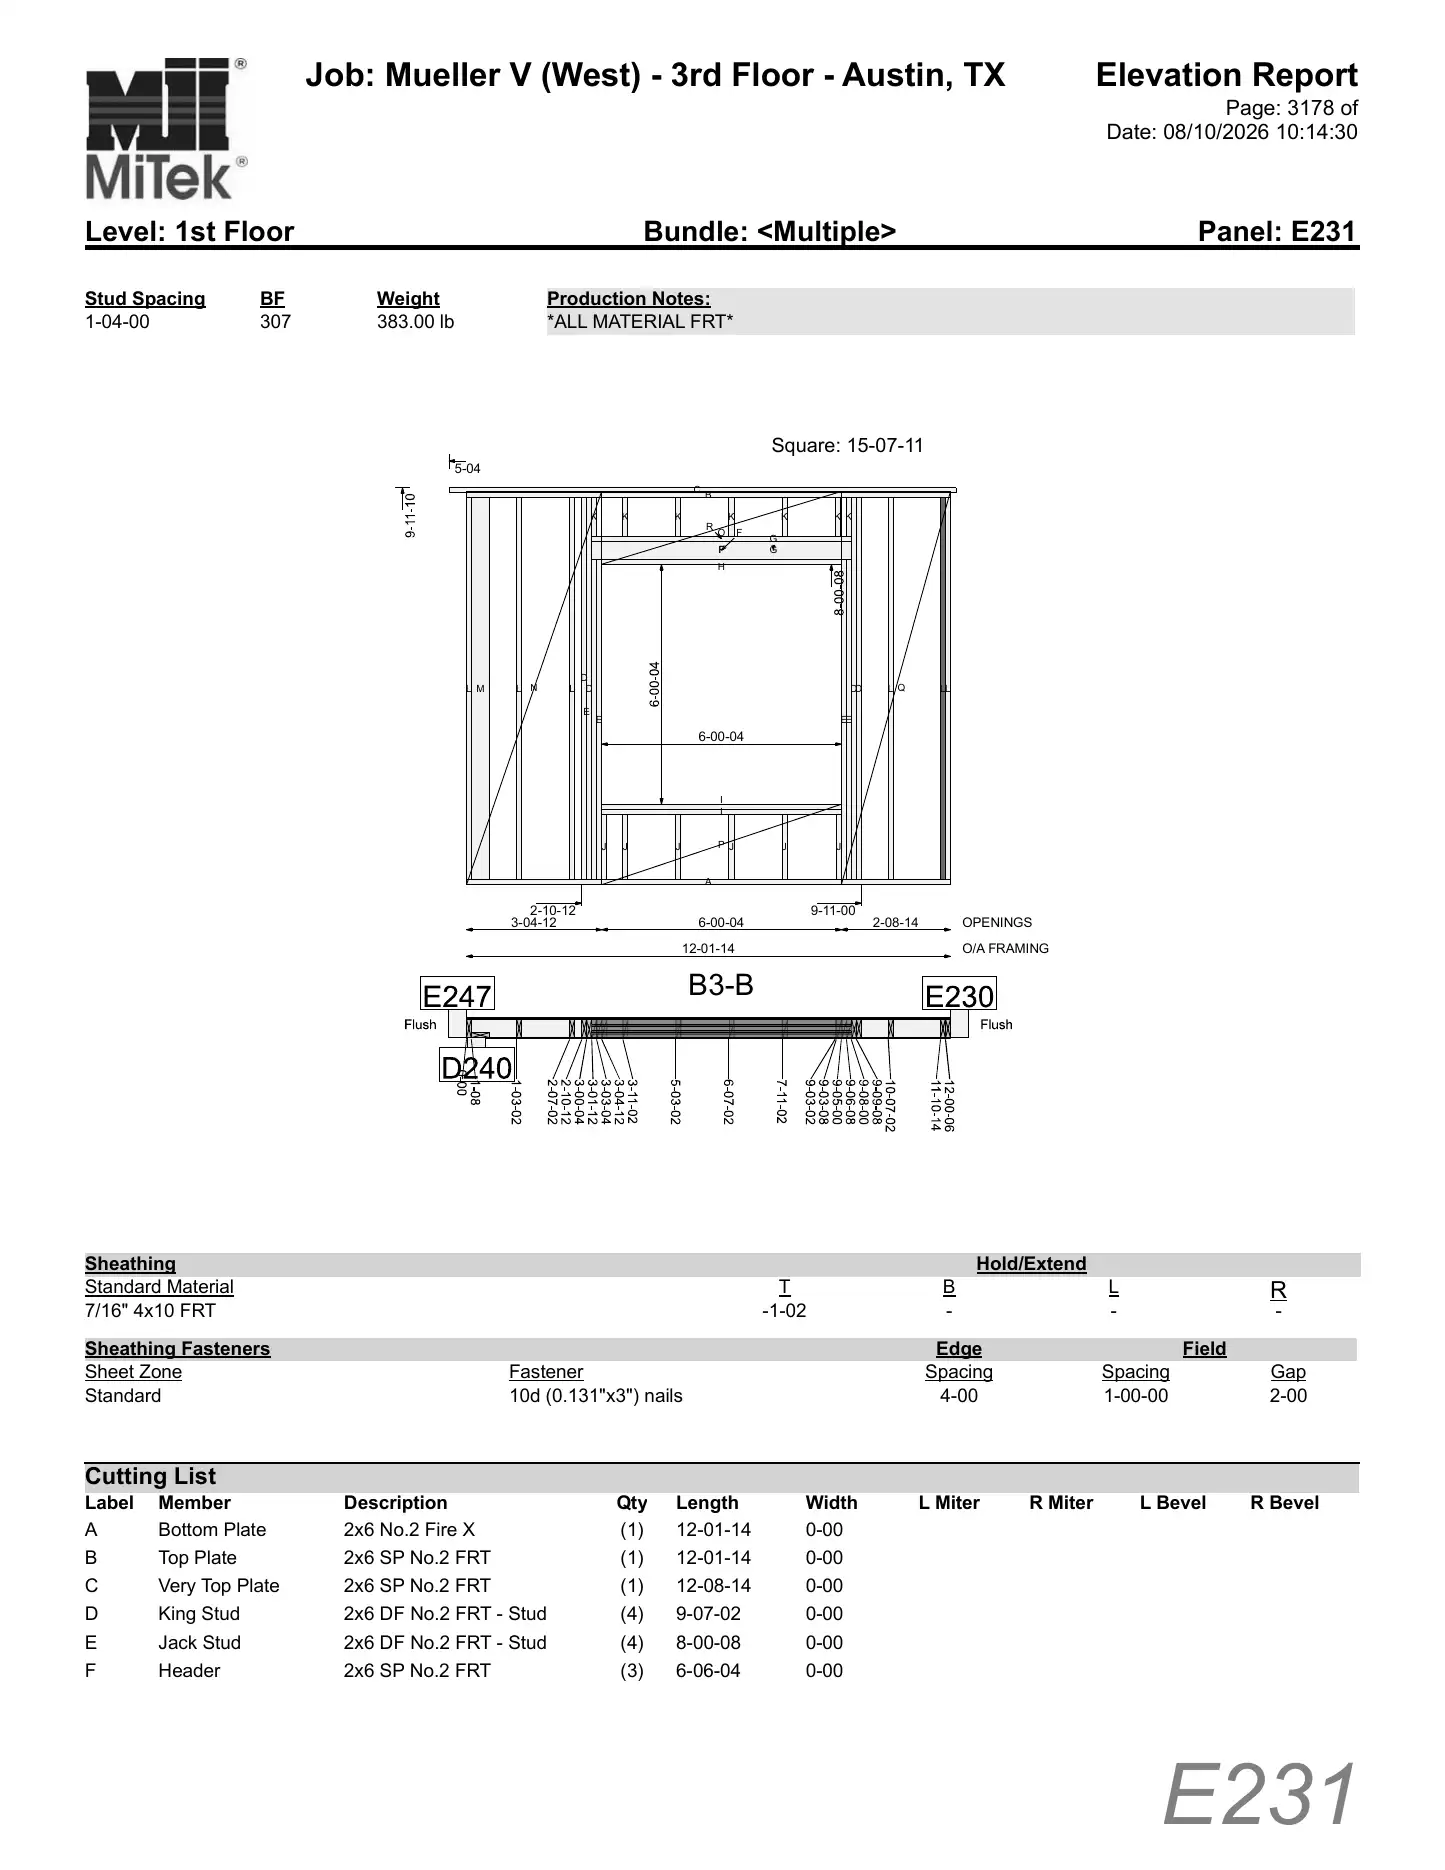 Job: Mueller V (West) - 3rd Floor - Austin, TX
Elevation Report
Page: 3178 of
Date: 08/10/2026 10:14:30
MiTek®
Level: 1st Floor Bundle: <Multiple> Panel: E231
Stud Spacing BF Weight Production Notes:
1-04-00 307 383.00 lb *ALL MATERIAL FRT*
Square: 15-07-11
5-04
9-11-10
C
B
K K K K K K K
R O F G
P G
H
8-00-08
6-00-04
D
L M L N L D D D L Q L L
E
E E E
6-00-04
I
I
J J J P J J J
A
2-10-12 9-11-00
3-04-12 6-00-04 2-08-14 OPENINGS
12-01-14 O/A FRAMING
B3-B
E247 E230
Flush Flush
D240
1-08
1-03-02
2-07-02
2-10-12
3-00-04
3-01-12
3-03-04
3-04-12
3-11-02
5-03-02
6-07-02
7-11-02
9-03-02
9-03-08
9-05-00
9-06-08
9-08-00
9-09-08
10-07-02
11-10-14
12-00-06
Sheathing Hold/Extend
Standard Material T B L R
7/16" 4x10 FRT -1-02 - - -
Sheathing Fasteners Edge Field
Sheet Zone Fastener Spacing Spacing Gap
Standard 10d (0.131"x3") nails 4-00 1-00-00 2-00
Cutting List
Label Member Description Qty Length Width L Miter R Miter L Bevel R Bevel
A Bottom Plate 2x6 No.2 Fire X (1) 12-01-14 0-00
B Top Plate 2x6 SP No.2 FRT (1) 12-01-14 0-00
C Very Top Plate 2x6 SP No.2 FRT (1) 12-08-14 0-00
D King Stud 2x6 DF No.2 FRT - Stud (4) 9-07-02 0-00
E Jack Stud 2x6 DF No.2 FRT - Stud (4) 8-00-08 0-00
F Header 2x6 SP No.2 FRT (3) 6-06-04 0-00
E231